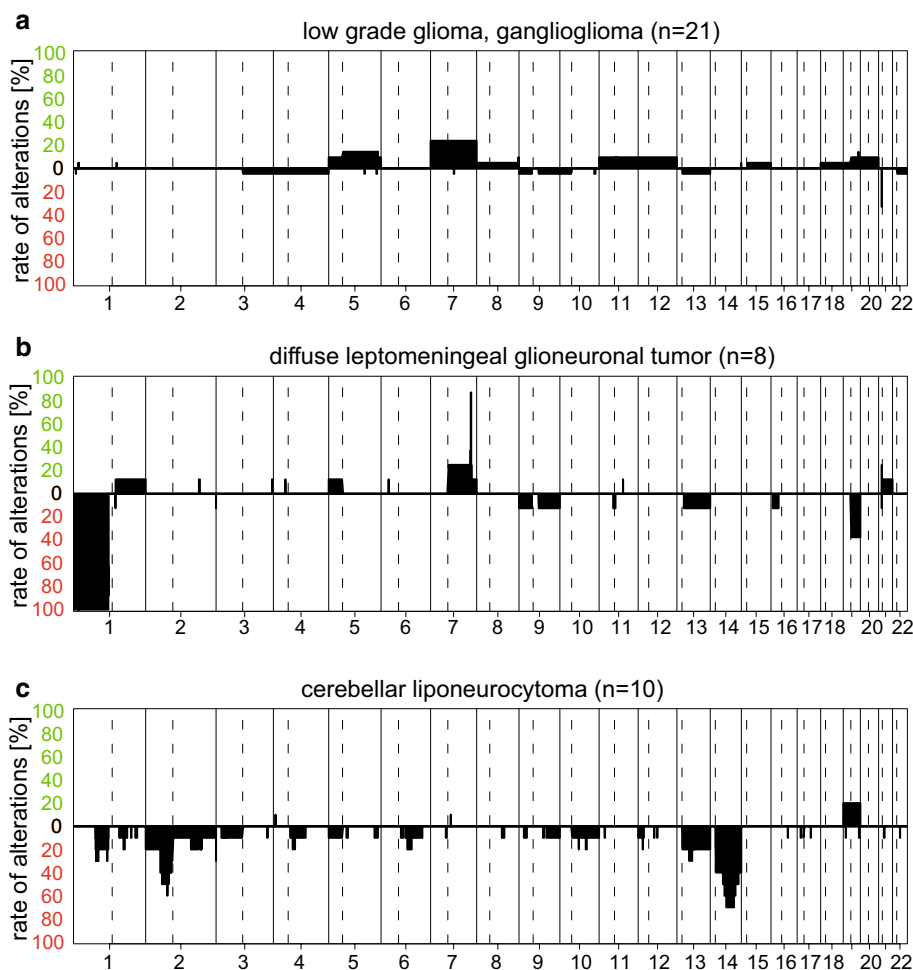 a
low grade glioma, ganglioglioma (n=21)
rate of alterations [%]
100
80
60
40
20
0
20
40
60
80
100
1 2 3 4 5 6 7 8 9 10 11 12 13 14 15 16 17 18 20 22
b
diffuse leptomeningeal glioneuronal tumor (n=8)
rate of alterations [%]
100
80
60
40
20
0
20
40
60
80
100
1 2 3 4 5 6 7 8 9 10 11 12 13 14 15 16 17 18 20 22
c
cerebellar liponeurocytoma (n=10)
rate of alterations [%]
100
80
60
40
20
0
20
40
60
80
100
1 2 3 4 5 6 7 8 9 10 11 12 13 14 15 16 17 18 20 22